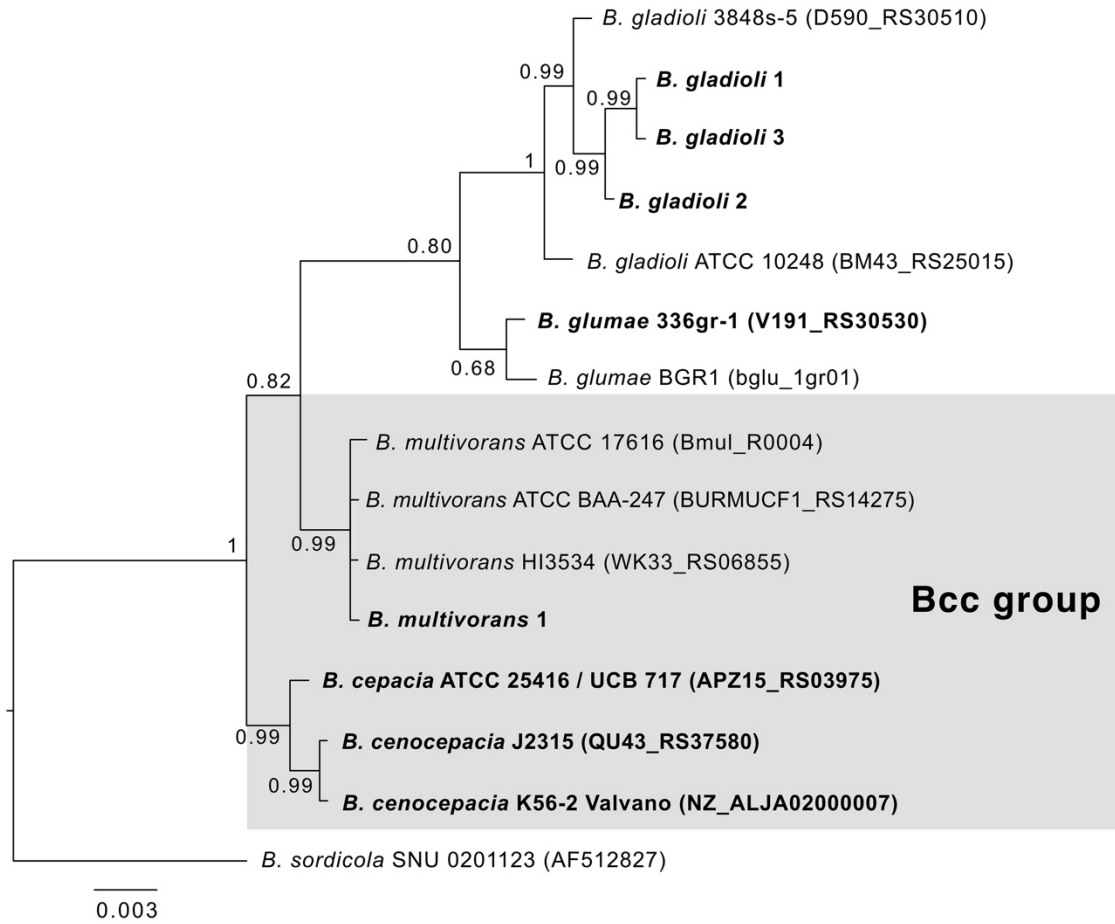 B. gladioli 3848s-5 (D590_RS30510)
0.99
B. gladioli 1
0.99
B. gladioli 3
1
0.99
B. gladioli 2
0.80
B. gladioli ATCC 10248 (BM43_RS25015)
B. glumae 336gr-1 (V191_RS30530)
0.68
B. glumae BGR1 (bglu_1gr01)
0.82
B. multivorans ATCC 17616 (Bmul_R0004)
B. multivorans ATCC BAA-247 (BURMUCF1_RS14275)
1
0.99
B. multivorans HI3534 (WK33_RS06855)
Bcc group
B. multivorans 1
B. cepacia ATCC 25416 / UCB 717 (APZ15_RS03975)
0.99
B. cenocepacia J2315 (QU43_RS37580)
0.99
B. cenocepacia K56-2 Valvano (NZ_ALJA02000007)
B. sordicola SNU 0201123 (AF512827)
0.003